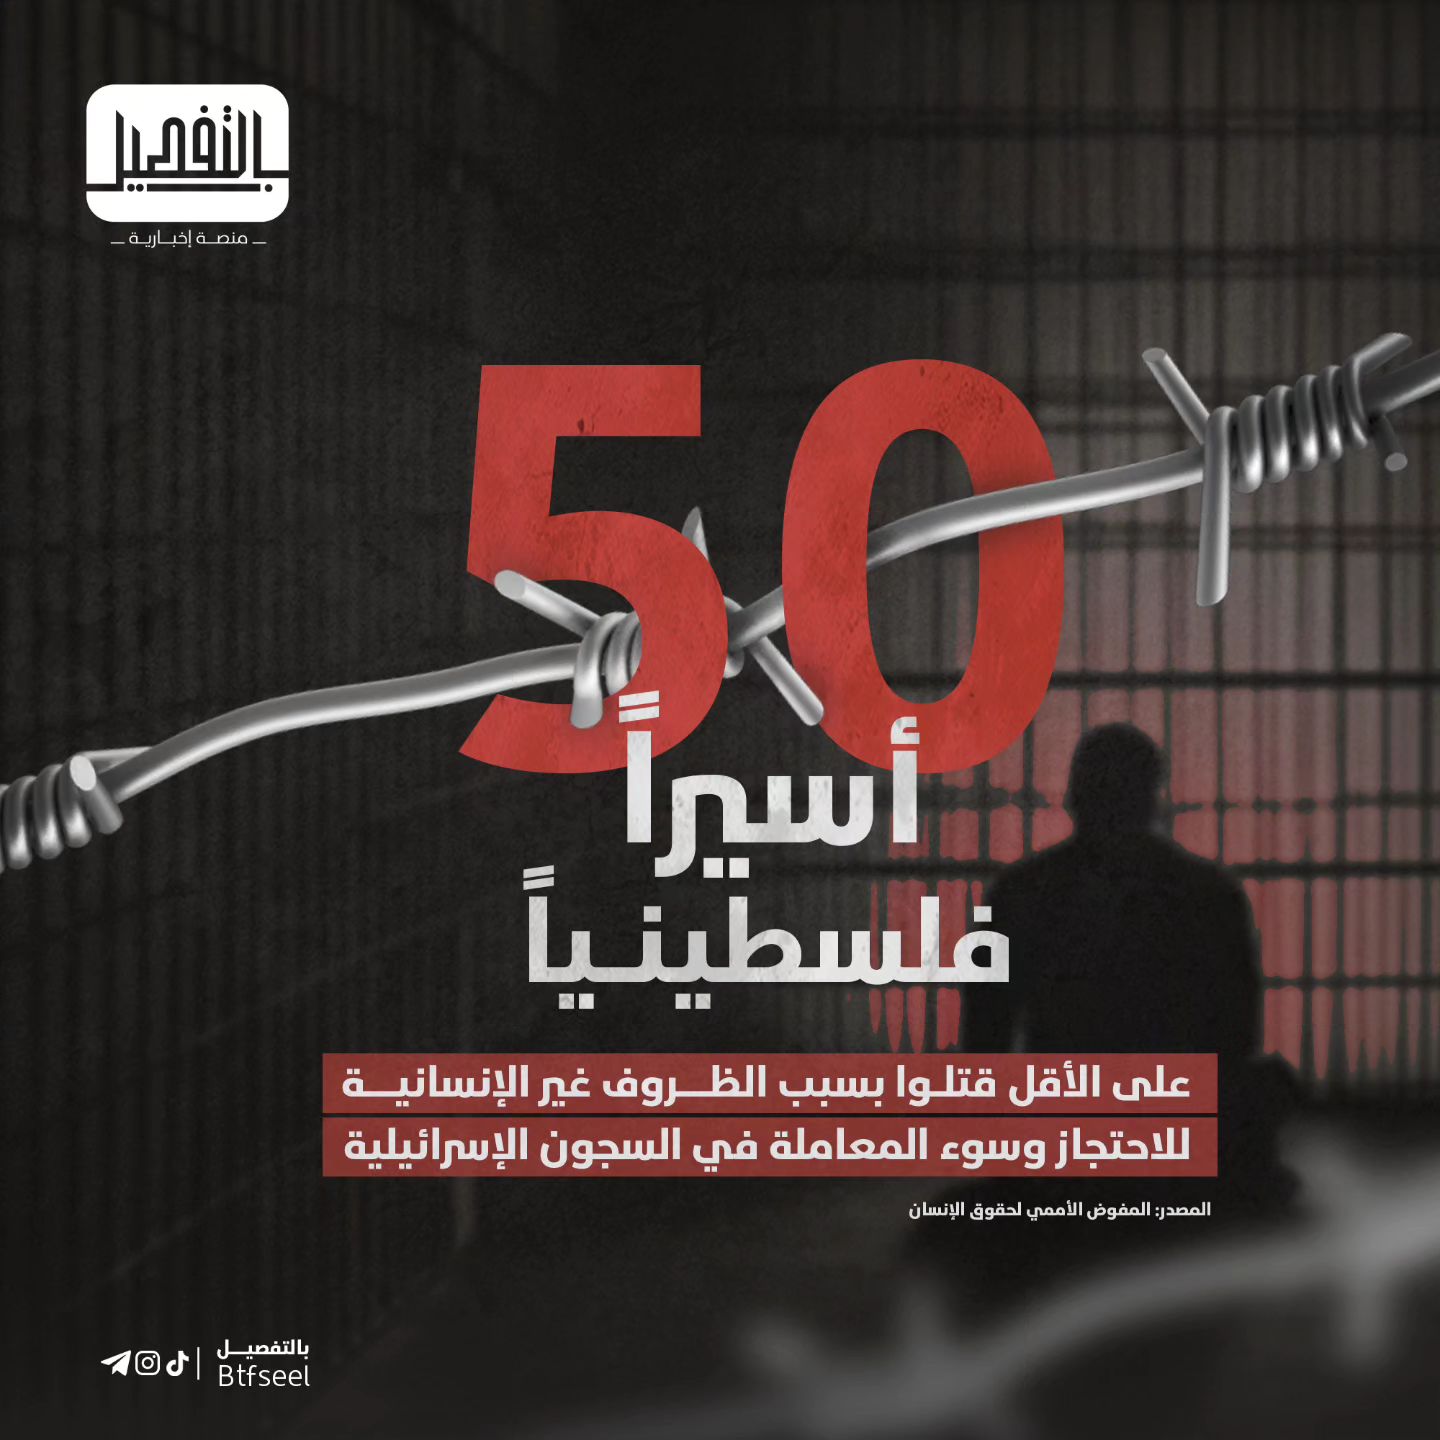 بالتفصيل
منصة إخبارية
50
أسيراً
فلسطينياً
على الأقل قتلوا بسبب الظروف غير الإنسانية
للاحتجاز وسوء المعاملة في السجون الإسرائيلية
المصدر: المفوض الأممي لحقوق الإنسان
بالتفصيل
Btfseel